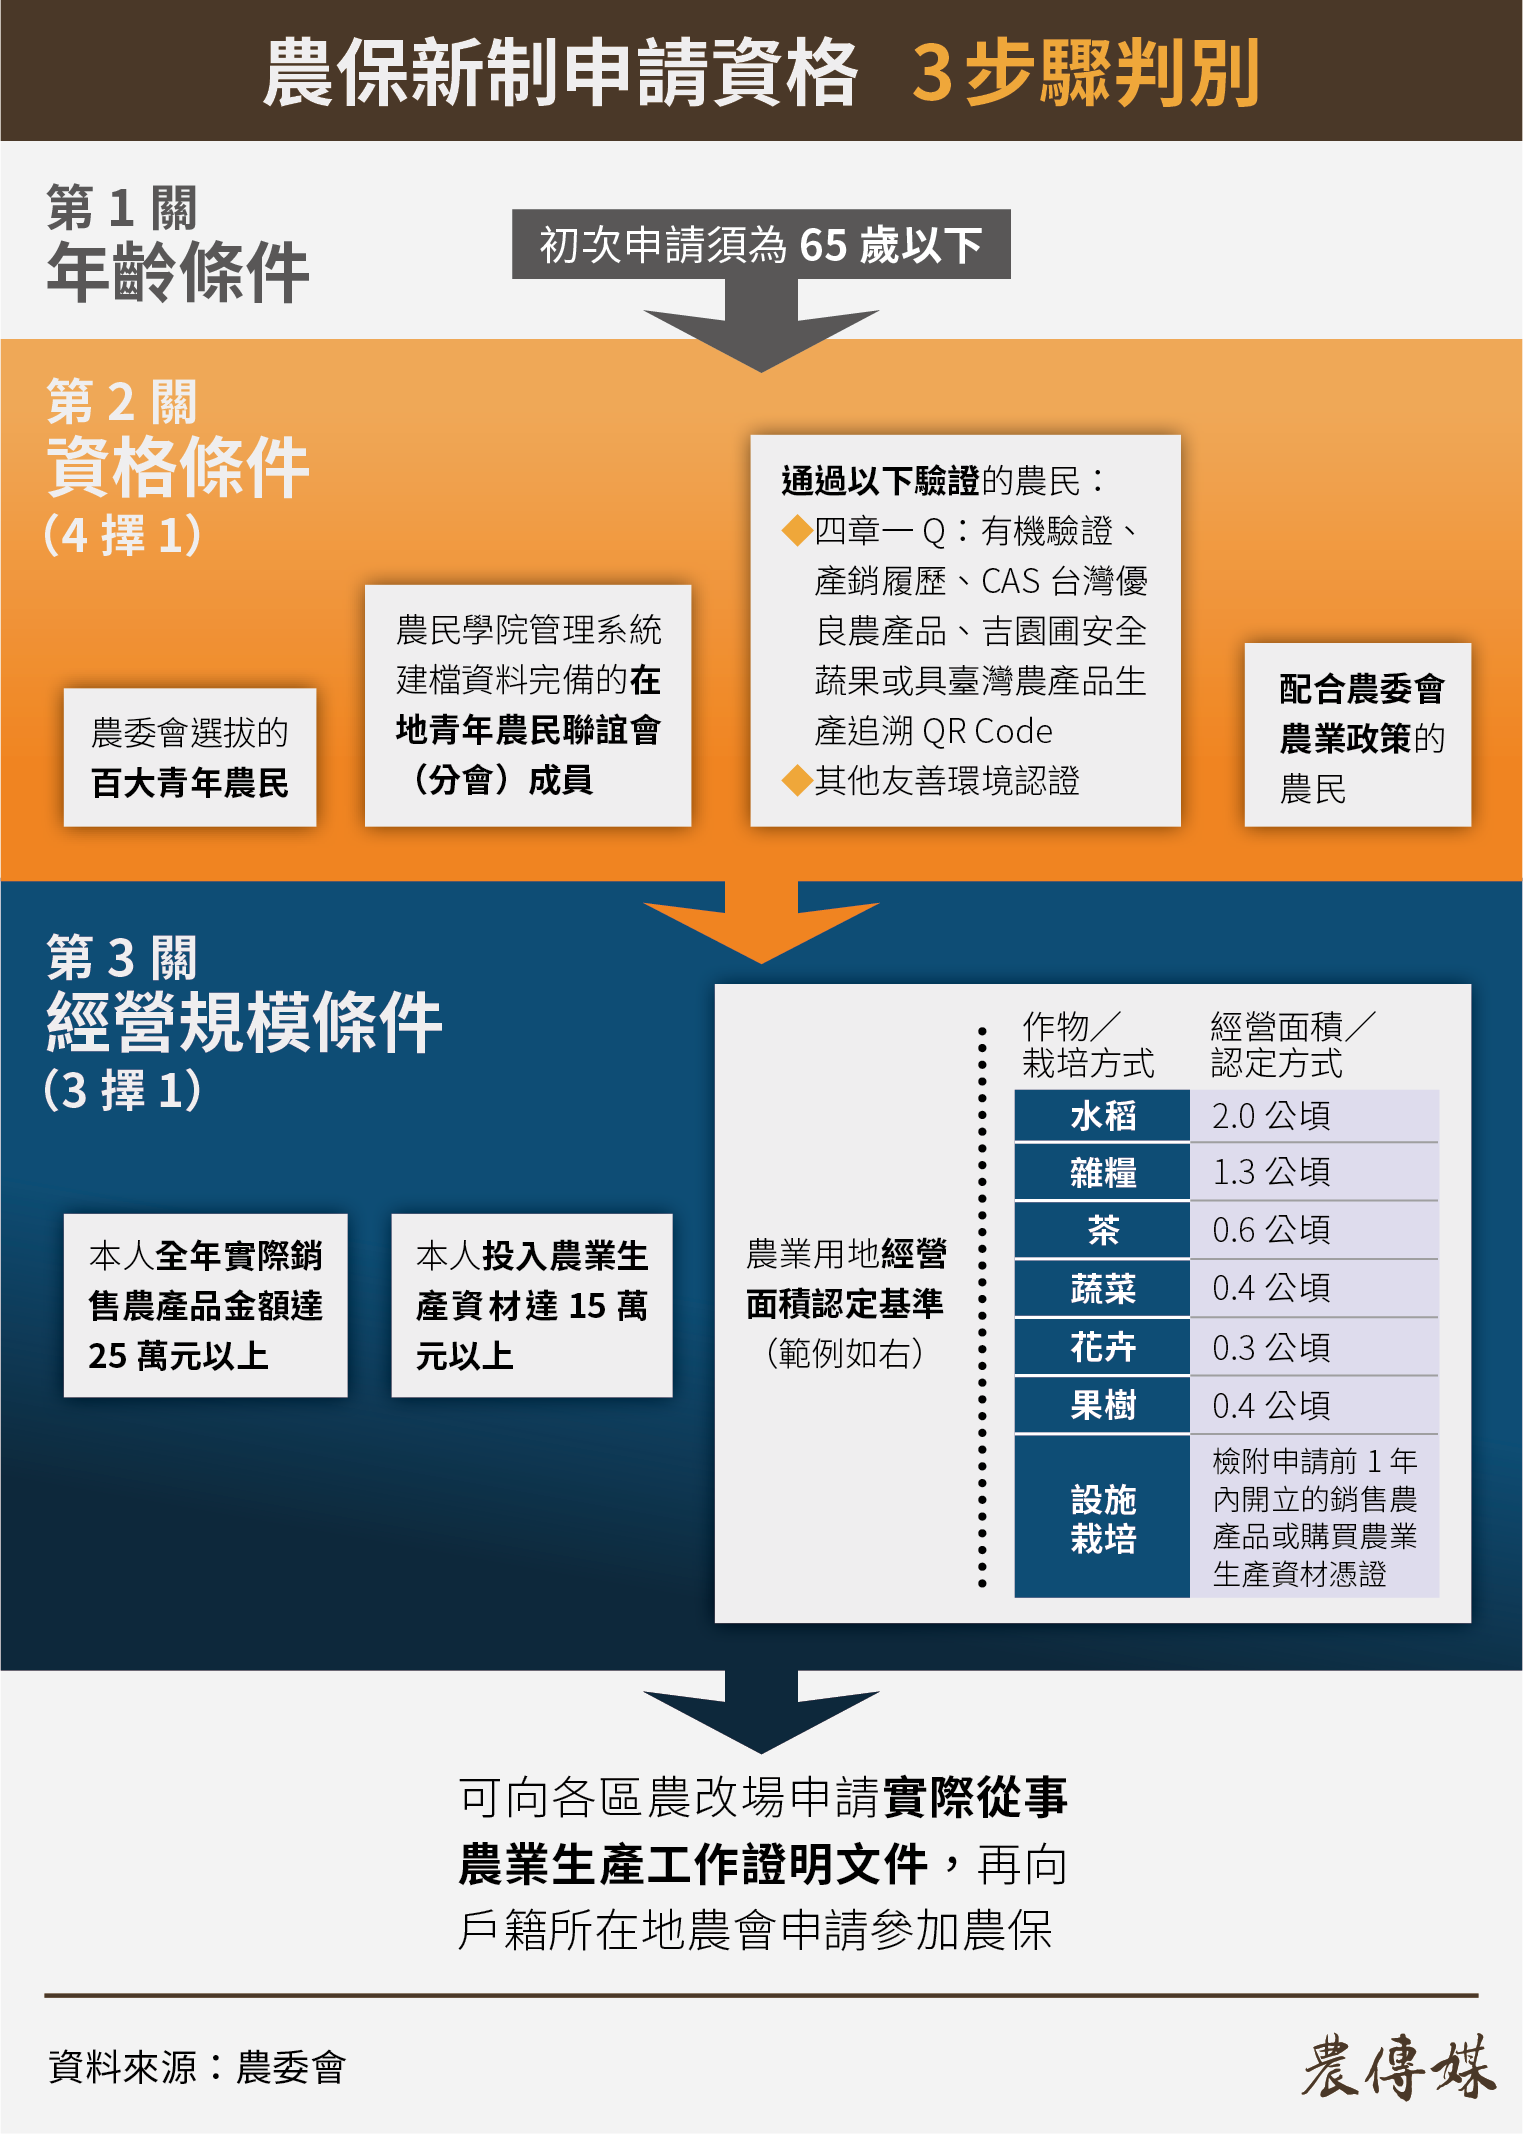 農保新制申請資格 3步驟判別
第 1 關
年齡條件
初次申請須為 65 歲以下
第 2 關
資格條件
（4 擇 1）
農委會選拔的
百大青年農民
農民學院管理系統
建檔資料完備的在
地青年農民聯誼會
（分會）成員
通過以下驗證的農民：
◆四章一 Q：有機驗證、
產銷履歷、CAS 台灣優
良農產品、吉園圃安全
蔬果或具臺灣農產品生
產追溯 QR Code
◆其他友善環境認證
配合農委會
農業政策的
農民
第 3 關
經營規模條件
（3 擇 1）
本人全年實際銷
售農產品金額達
25 萬元以上
本人投入農業生
產資材達 15 萬
元以上
農業用地經營
面積認定基準
（範例如右）
作物／
栽培方式
經營面積／
認定方式
水稻 2.0 公頃
雜糧 1.3 公頃
茶 0.6 公頃
蔬菜 0.4 公頃
花卉 0.3 公頃
果樹 0.4 公頃
設施
栽培
檢附申請前 1 年
內開立的銷售農
產品或購買農業
生產資材憑證
可向各區農改場申請實際從事
農業生產工作證明文件，再向
戶籍所在地農會申請參加農保
資料來源：農委會
農傳媒